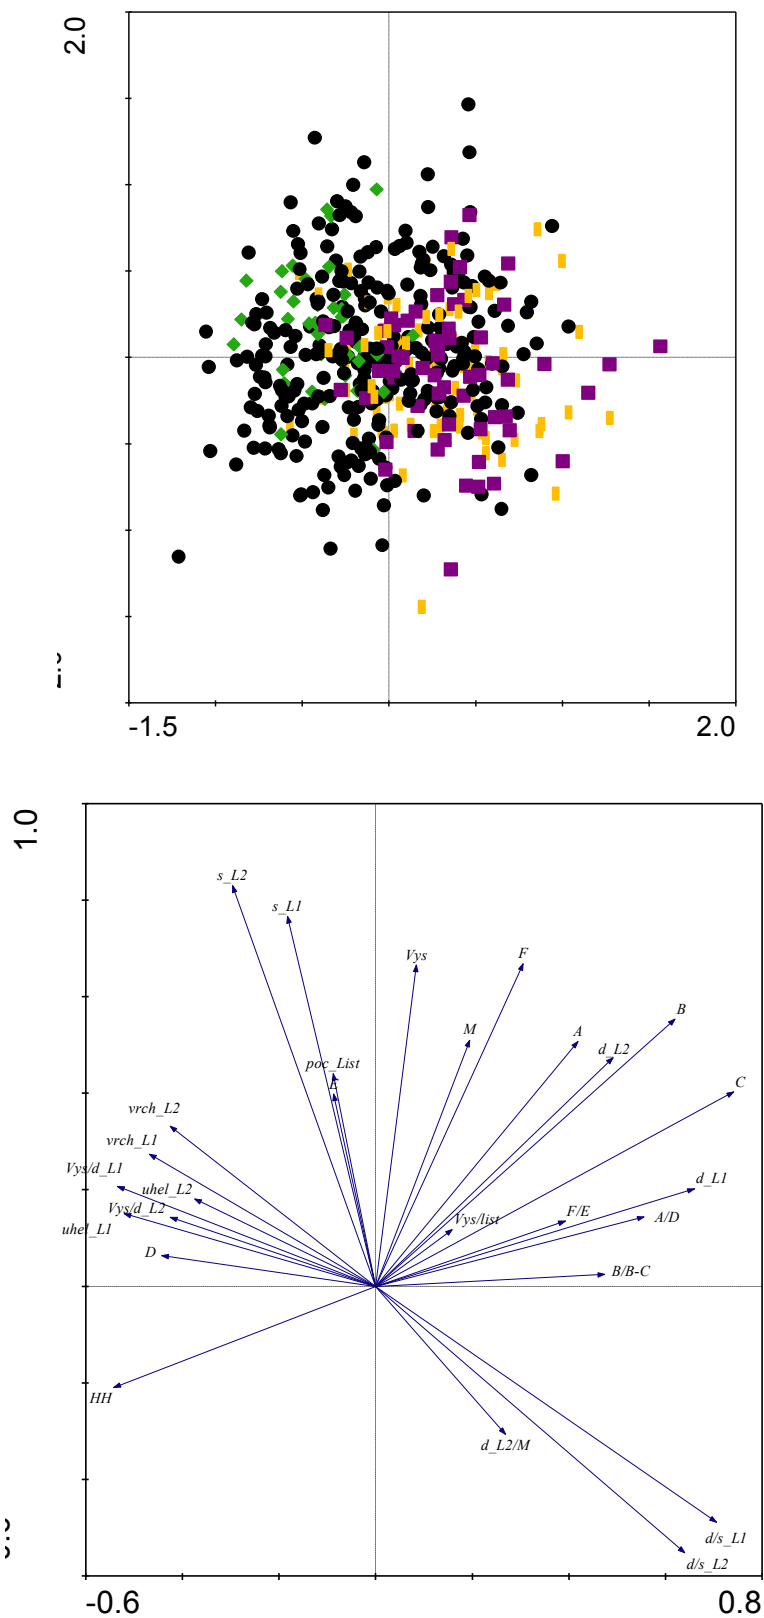 2.0
-1.5
2.0
1.0
s_L2
s_L1
Vys
F
B
M
A
d_L2
poc_List
E
C
vrch_L2
vrch_L1
Vys/d_L1
uhel_L2
d_L1
Vys/d_L2
uhel_L1
Vys/list
F/E
A/D
D
B/B-C
HH
d_L2/M
d/s_L1
d/s_L2
-0.6
0.8